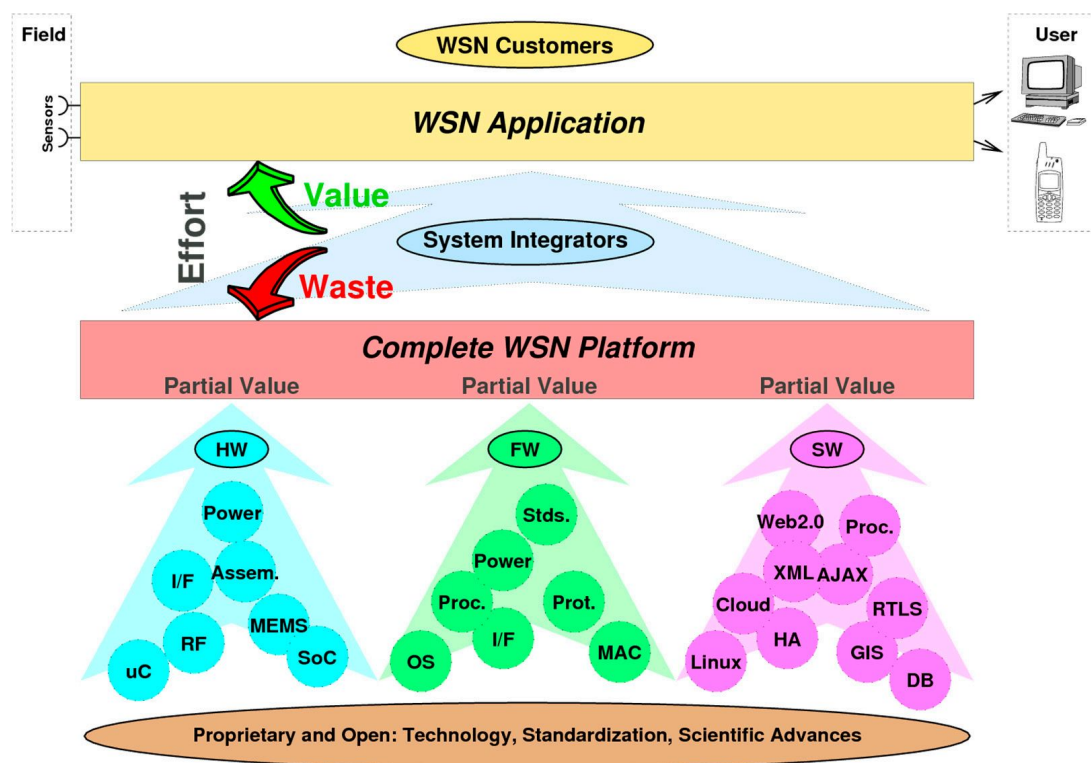 Field
WSN Customers
User
Sensors
WSN Application
Effort
Value
System Integrators
Waste
Complete WSN Platform
Partial Value
Partial Value
Partial Value
HW
FW
SW
Power
I/F
Assem.
MEMS
RF
SoC
uC
Stds.
Power
Proc.
Prot.
I/F
OS
MAC
Web2.0
Proc.
XML
AJAX
Cloud
RTLS
HA
GIS
Linux
DB
Proprietary and Open: Technology, Standardization, Scientific Advances